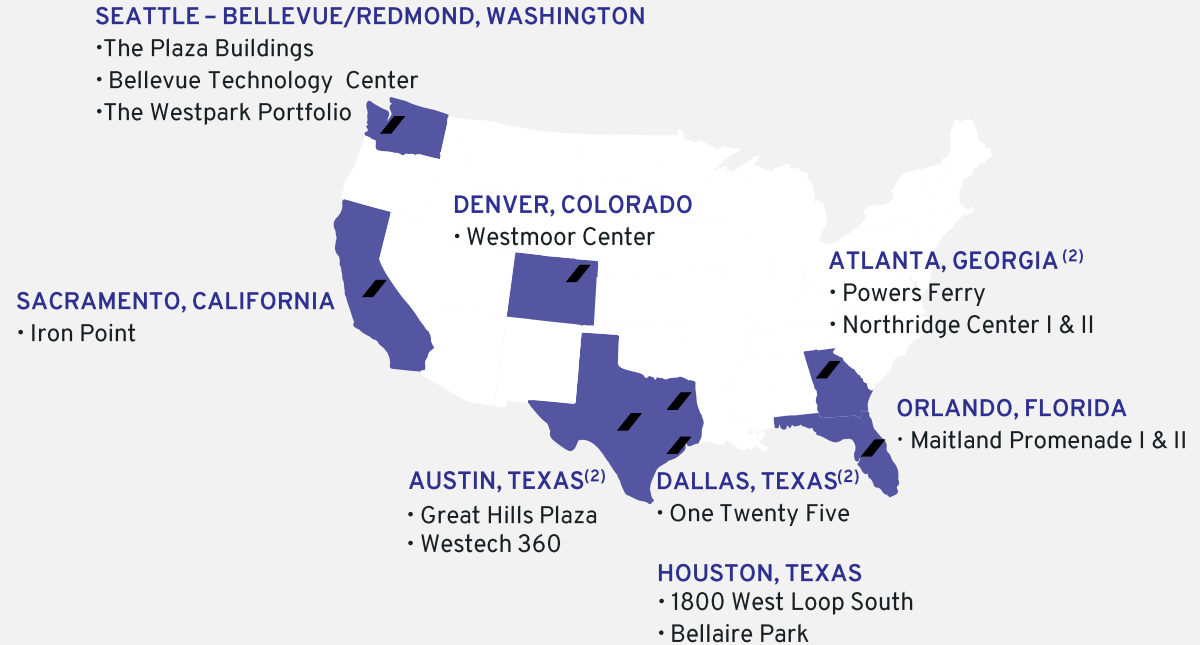 SEATTLE – BELLEVUE/REDMOND, WASHINGTON
•The Plaza Buildings
• Bellevue Technology Center
•The Westpark Portfolio
DENVER, COLORADO
• Westmoor Center
ATLANTA, GEORGIA (2)
• Powers Ferry
• Northridge Center I & II
SACRAMENTO, CALIFORNIA
• Iron Point
ORLANDO, FLORIDA
• Maitland Promenade I & II
AUSTIN, TEXAS(2)
• Great Hills Plaza
• Westech 360
DALLAS, TEXAS(2)
• One Twenty Five
HOUSTON, TEXAS
• 1800 West Loop South
• Bellaire Park